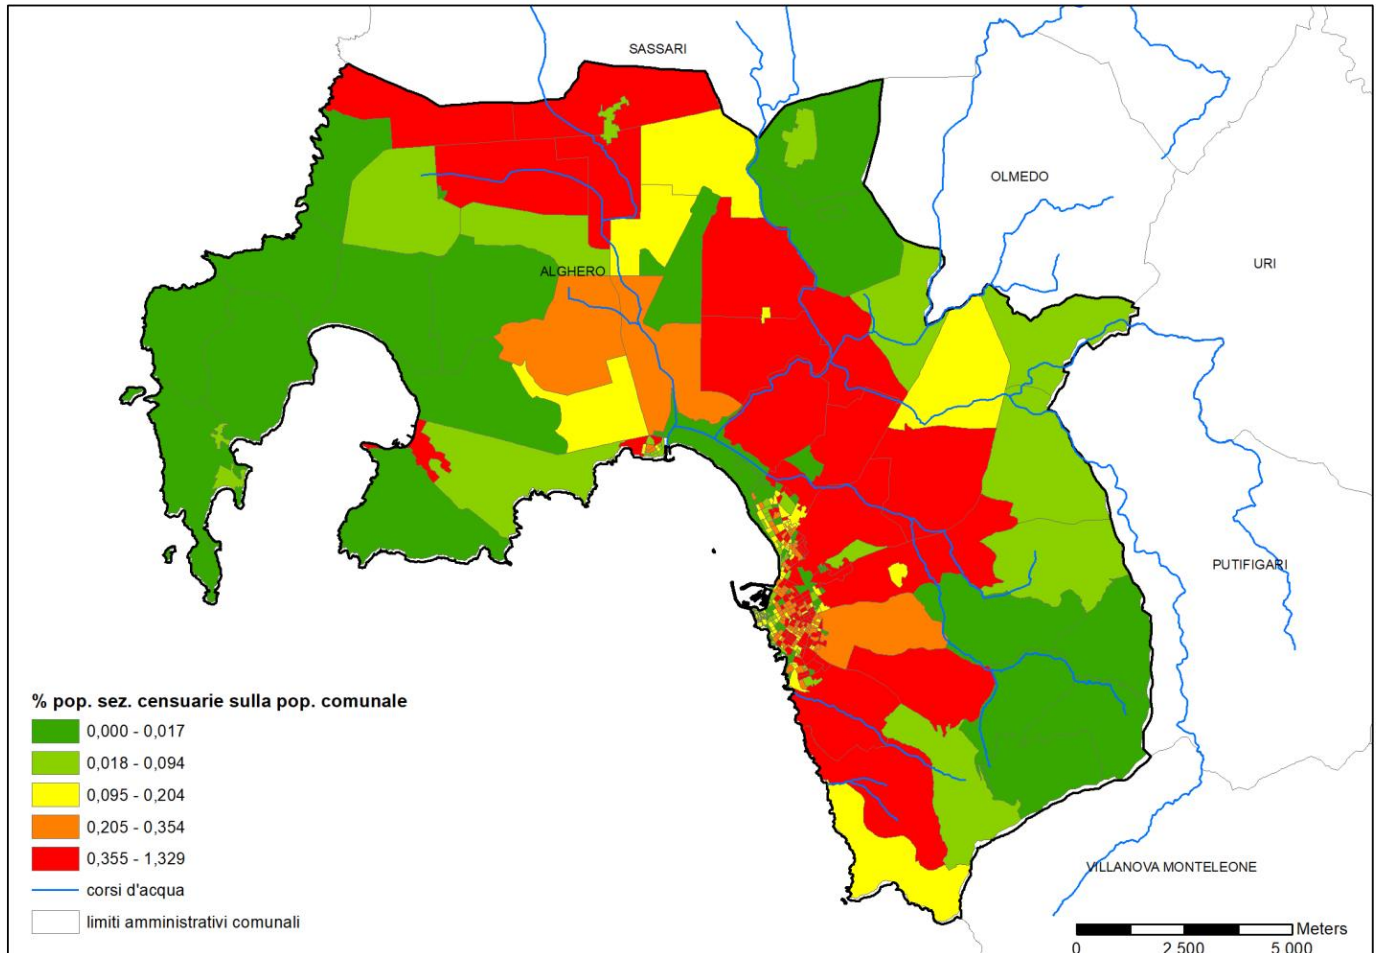 SASSARI
OLMEDO
URI
ALGHERO
PUTIFIGARI
VILLANOVA MONTELEONE
% pop. sez. censuarie sulla pop. comunale
0,000 - 0,017
0,018 - 0,094
0,095 - 0,204
0,205 - 0,354
0,355 - 1,329
corsi d'acqua
limiti amministrativi comunali
Meters
0 2.500 5.000